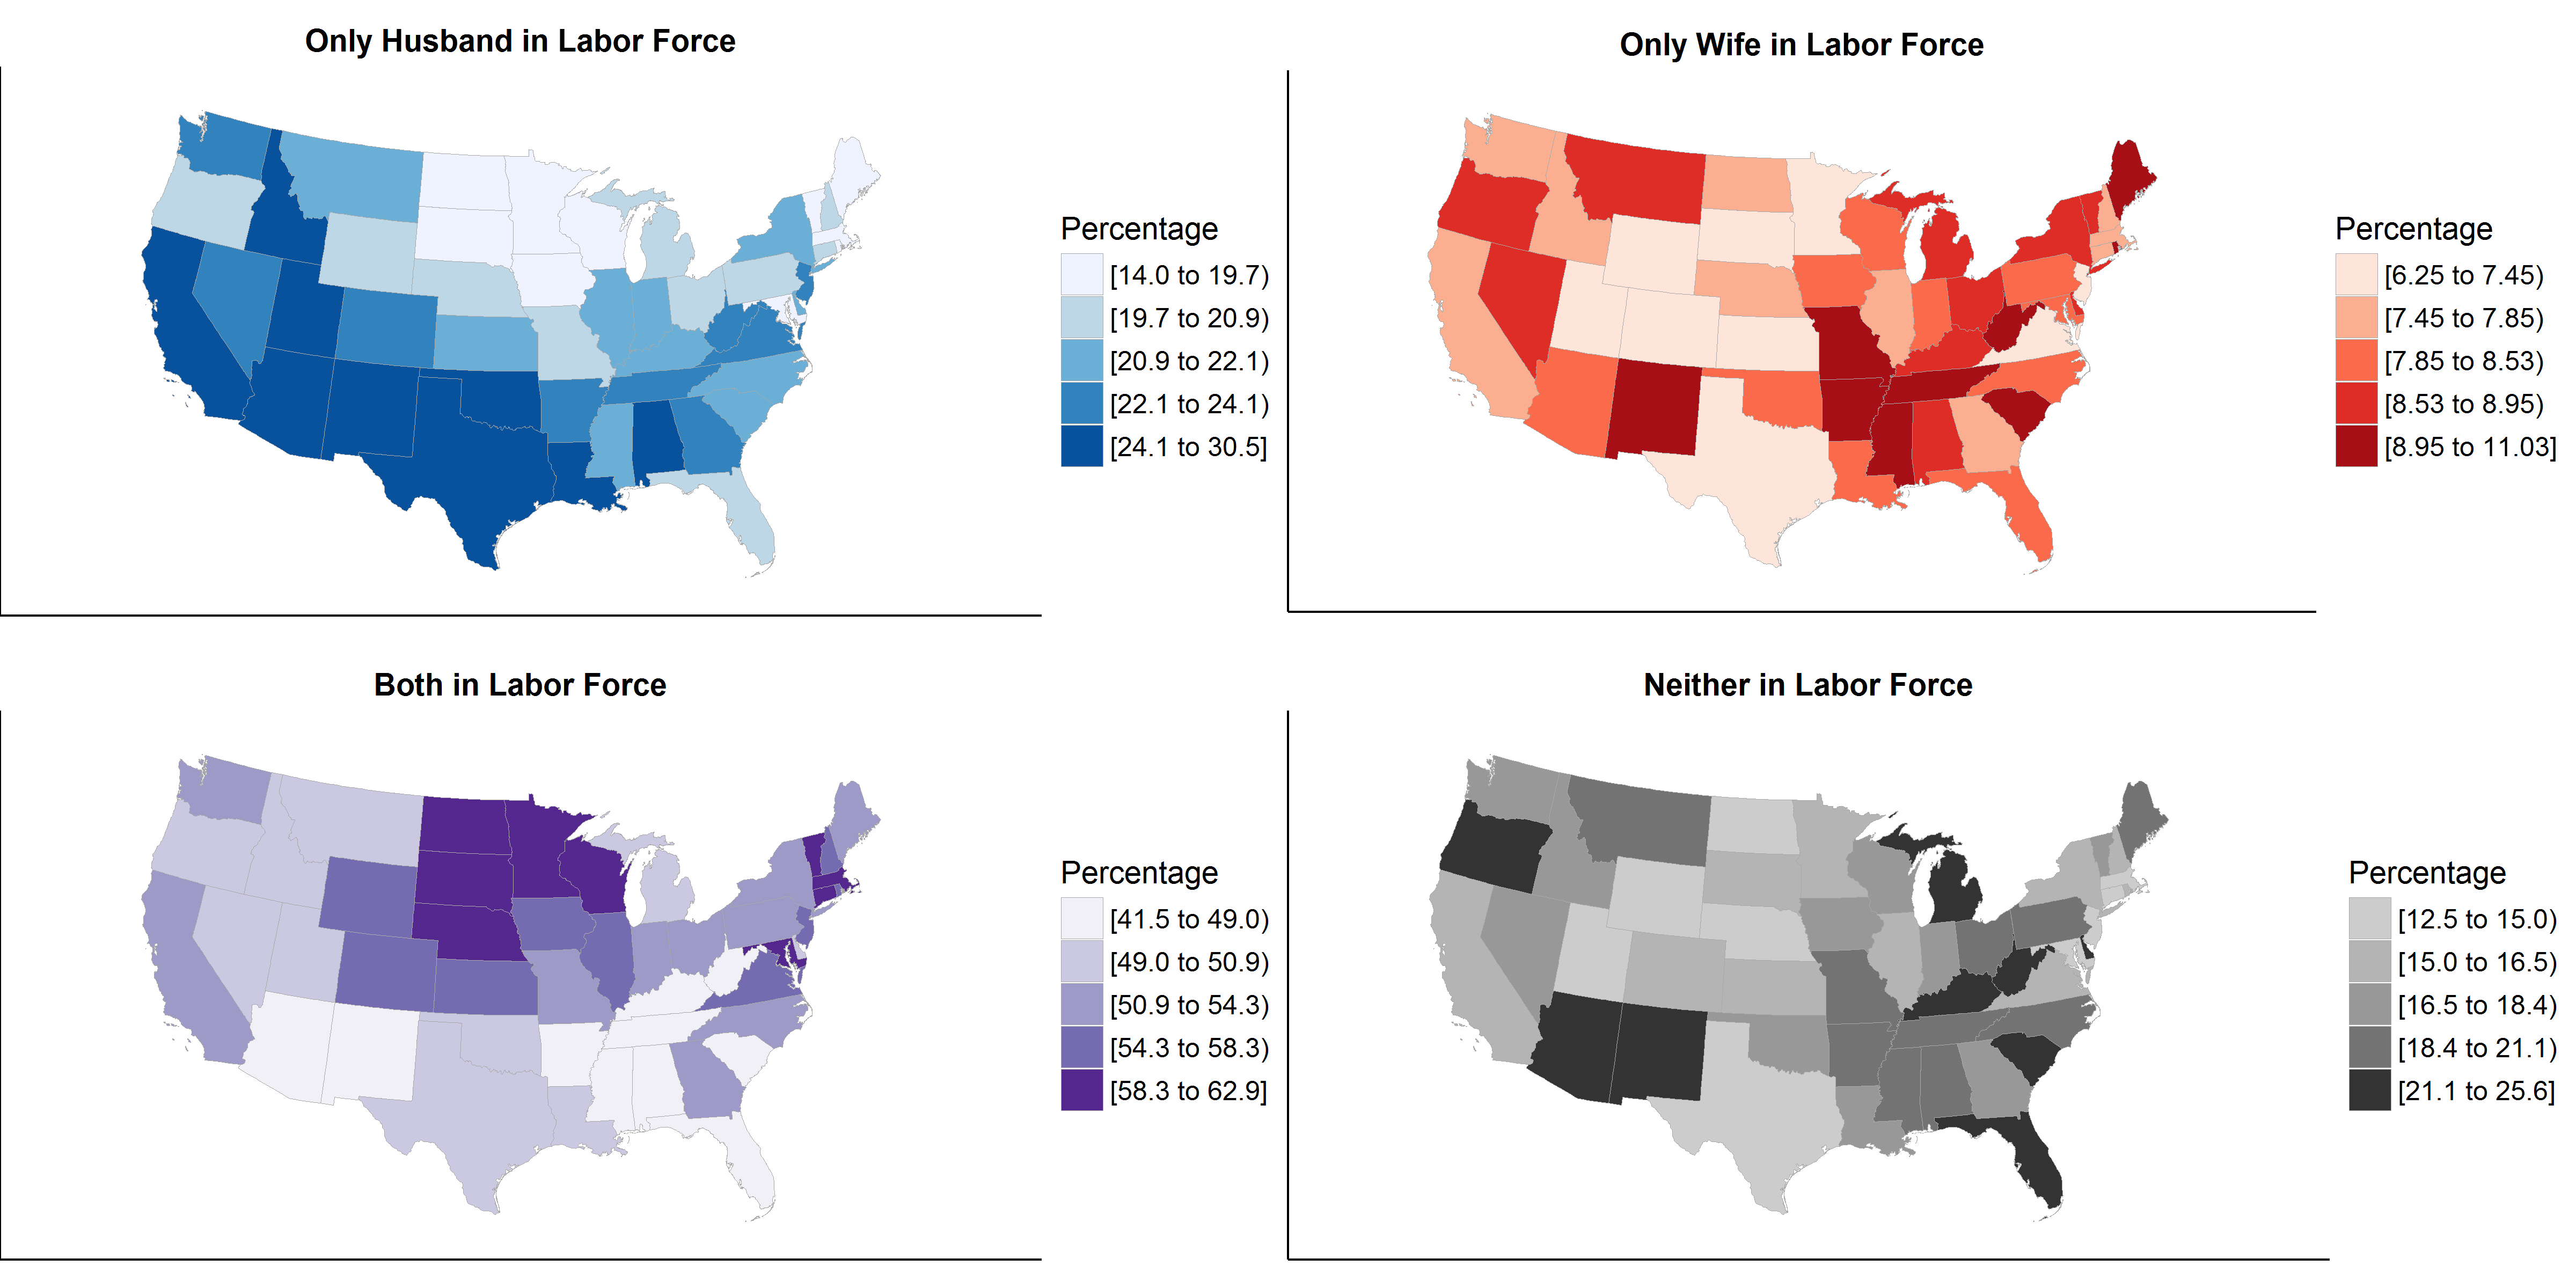 Only Husband in Labor Force
Percentage
[14.0 to 19.7)
[19.7 to 20.9)
[20.9 to 22.1)
[22.1 to 24.1)
[24.1 to 30.5]
Only Wife in Labor Force
Percentage
[6.25 to 7.45)
[7.45 to 7.85)
[7.85 to 8.53)
[8.53 to 8.95)
[8.95 to 11.03]
Both in Labor Force
Percentage
[41.5 to 49.0)
[49.0 to 50.9)
[50.9 to 54.3)
[54.3 to 58.3)
[58.3 to 62.9]
Neither in Labor Force
Percentage
[12.5 to 15.0)
[15.0 to 16.5)
[16.5 to 18.4)
[18.4 to 21.1)
[21.1 to 25.6]